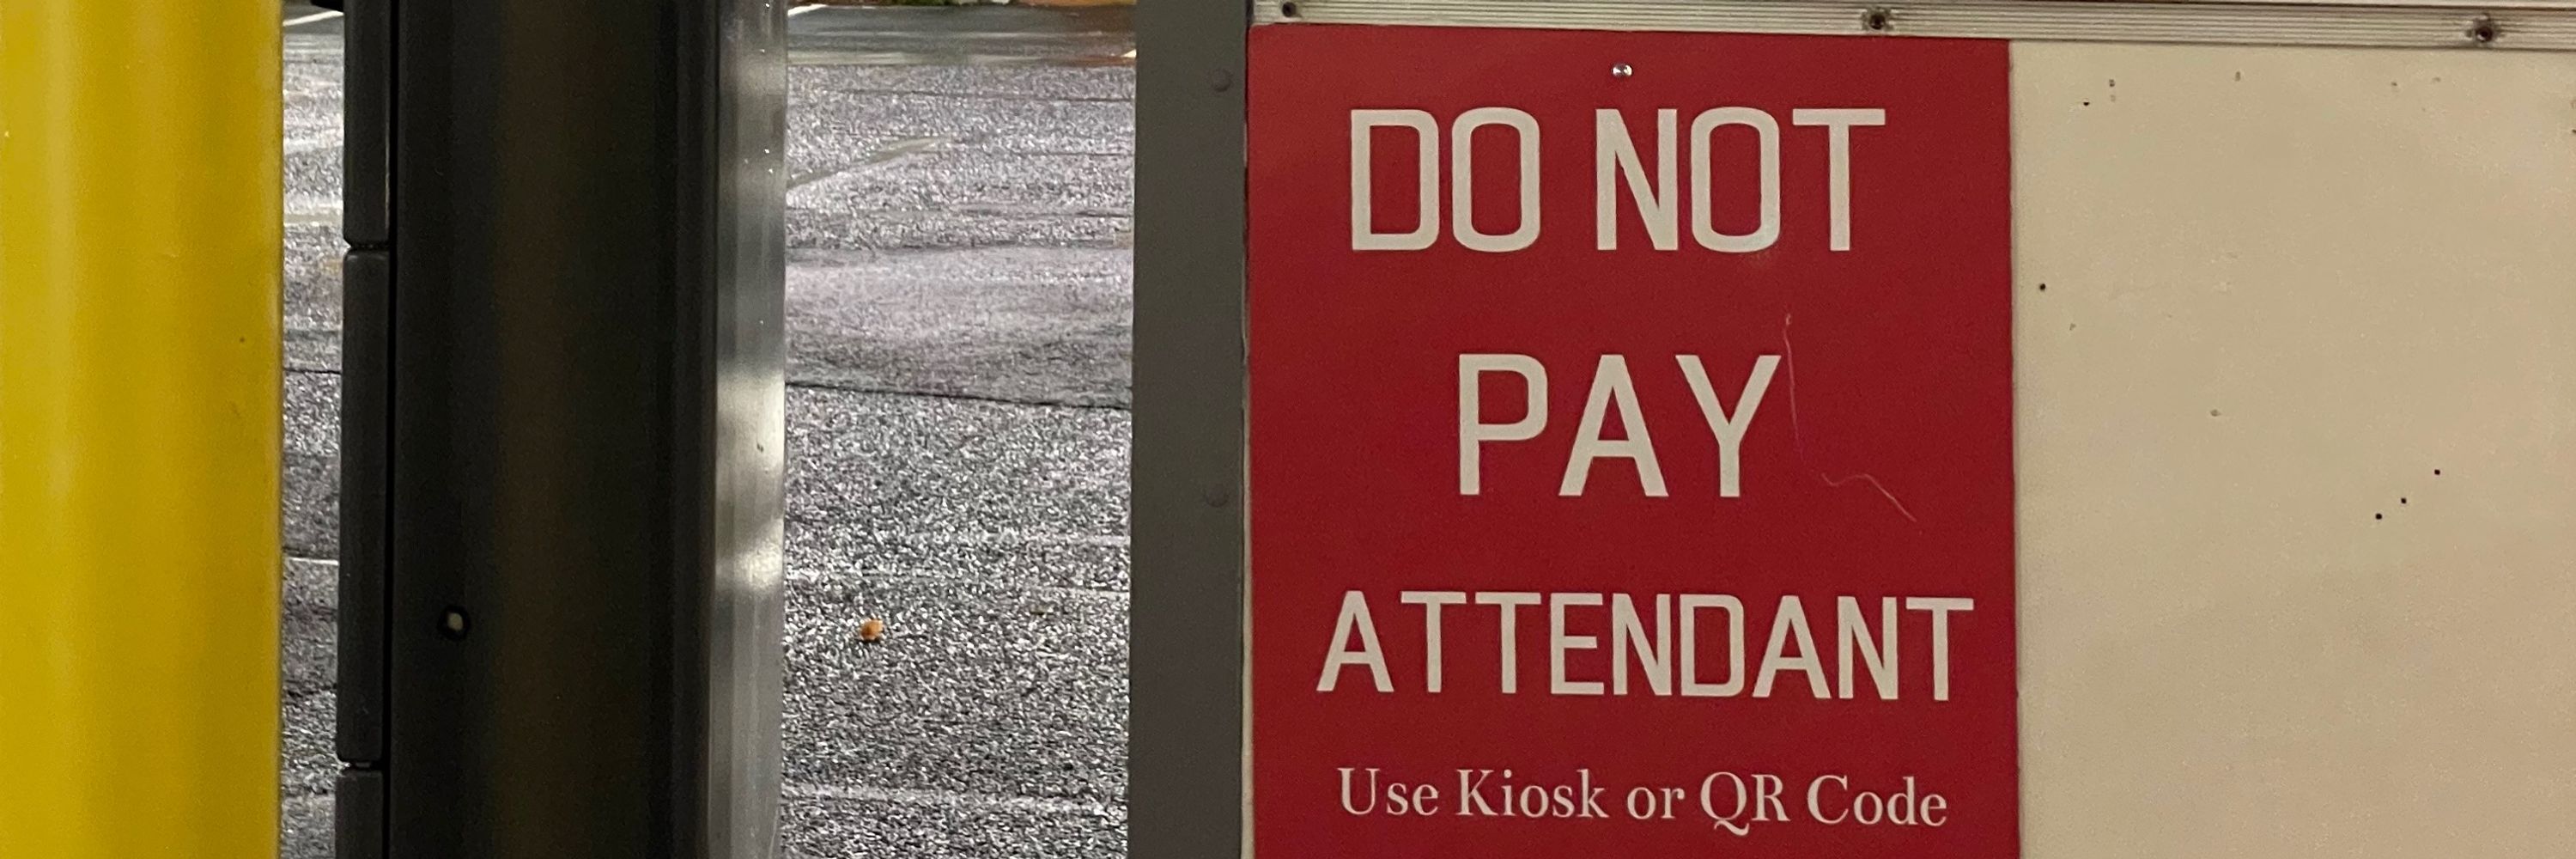 DO NOT
PAY
ATTENDANT
Use Kiosk or QR Code